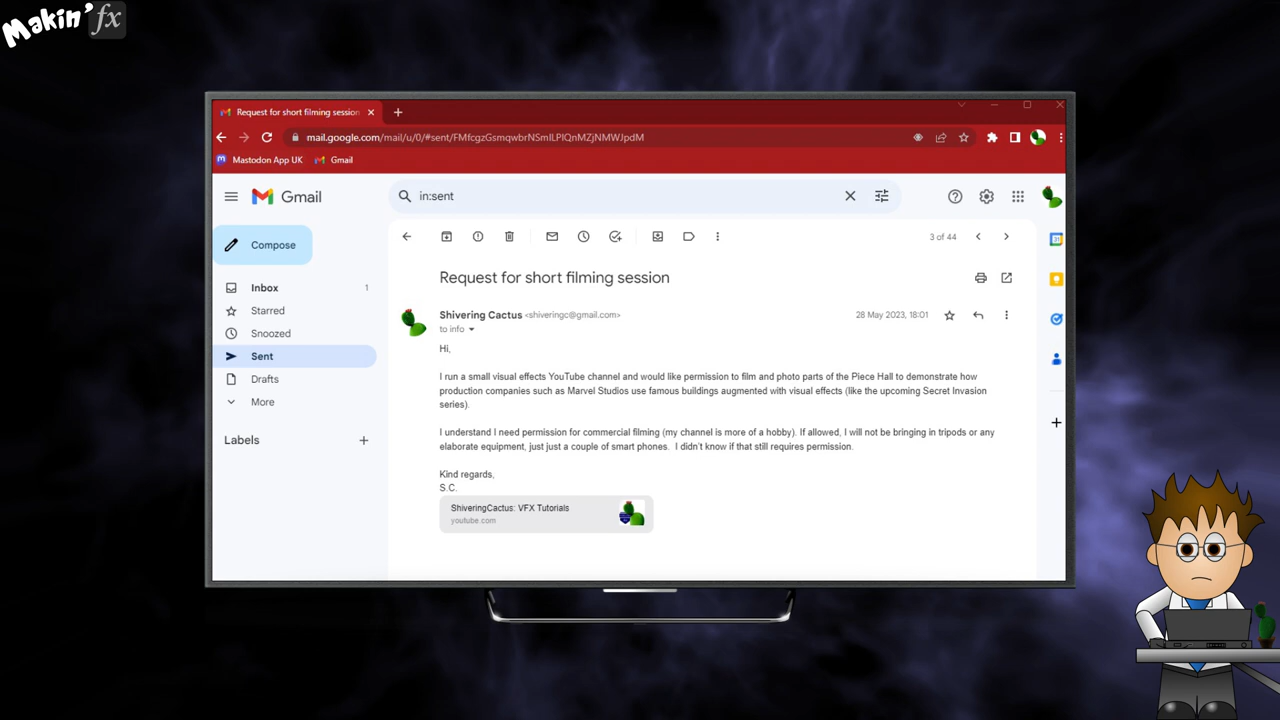 Makin' fx
Request for short filming session
mail.google.com/mail/u/0/#sent/FMfcgzGsmqwbrNSmILPIQnMZjNMWJpdM
Mastodon App UK Gmail
Gmail
in:sent
Compose
3 of 44
Inbox 1
Starred
Snoozed
Sent
Drafts
More
Labels
Request for short filming session
Shivering Cactus <shiveringc@gmail.com> 28 May 2023, 18:01
to info
Hi,
I run a small visual effects YouTube channel and would like permission to film and photo parts of the Piece Hall to demonstrate how
production companies such as Marvel Studios use famous buildings augmented with visual effects (like the upcoming Secret Invasion
series).
I understand I need permission for commercial filming (my channel is more of a hobby). If allowed, I will not be bringing in tripods or any
elaborate equipment, just just a couple of smart phones. I didn't know if that still requires permission.
Kind regards,
S.C.
ShiveringCactus: VFX Tutorials
youtube.com